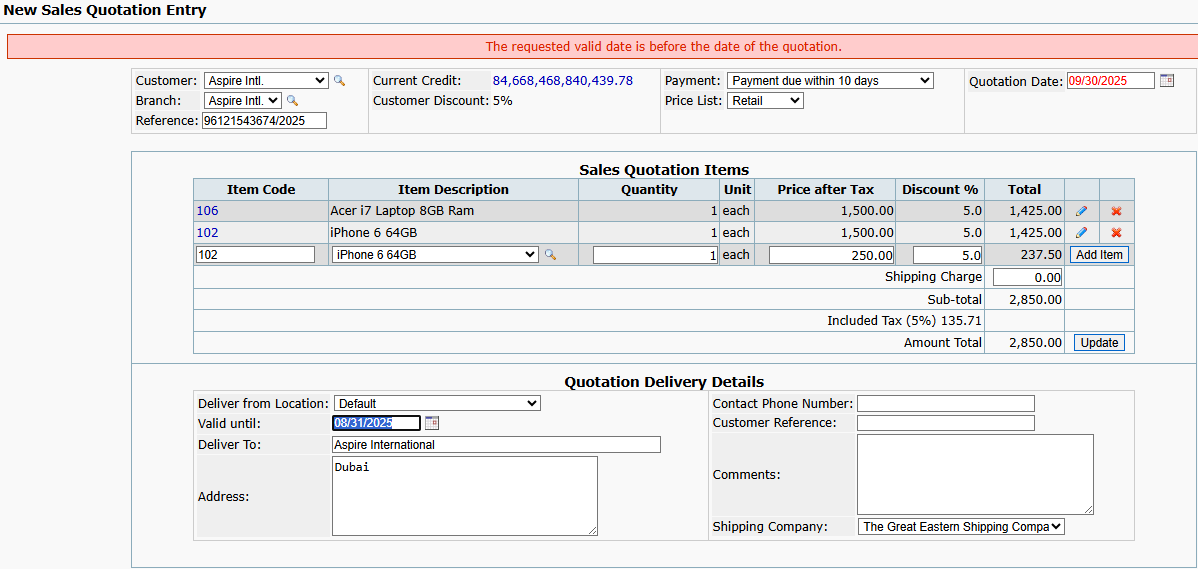 New Sales Quotation Entry
The requested valid date is before the date of the quotation.
Customer: Aspire Intl. Current Credit: 84,668,468,840,439.78 Payment: Payment due within 10 days Quotation Date: 09/30/2025
Branch: Aspire Intl. Customer Discount: 5% Price List: Retail
Reference: 96121543674/2025
Sales Quotation Items
Item Code Item Description Quantity Unit Price after Tax Discount % Total
106 Acer i7 Laptop 8GB Ram 1 each 1,500.00 5.0 1,425.00
102 iPhone 6 64GB 1 each 1,500.00 5.0 1,425.00
102 iPhone 6 64GB 1 each 250.00 5.0 237.50 Add Item
Shipping Charge 0.00
Sub-total 2,850.00
Included Tax (5%) 135.71
Amount Total 2,850.00 Update
Quotation Delivery Details
Deliver from Location: Default Contact Phone Number:
Valid until: 08/31/2025 Customer Reference:
Deliver To: Aspire International
Address: Dubai Comments:
Shipping Company: The Great Eastern Shipping Compa